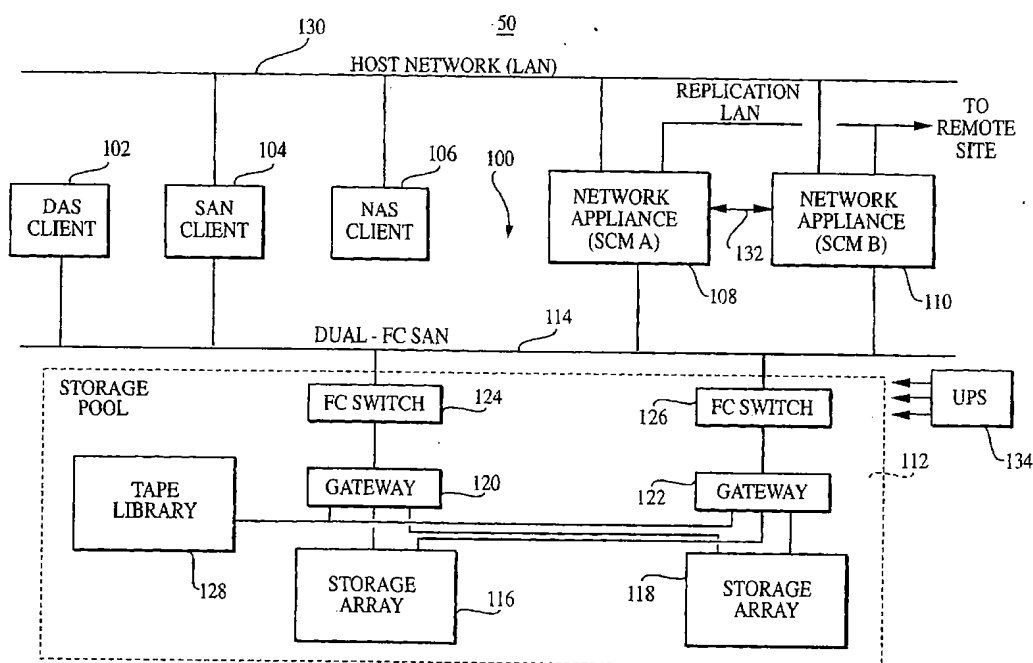 50
130
HOST NETWORK (LAN)
REPLICATION
LAN
TO
REMOTE
SITE
102
104
106
100
DAS
CLIENT
SAN
CLIENT
NAS
CLIENT
NETWORK
APPLIANCE
(SCM A)
132
NETWORK
APPLIANCE
(SCM B)
108
110
DUAL - FC SAN
114
STORAGE
POOL
FC SWITCH
124
126
FC SWITCH
UPS
134
112
TAPE
LIBRARY
128
GATEWAY
120
122
GATEWAY
STORAGE
ARRAY
116
118
STORAGE
ARRAY